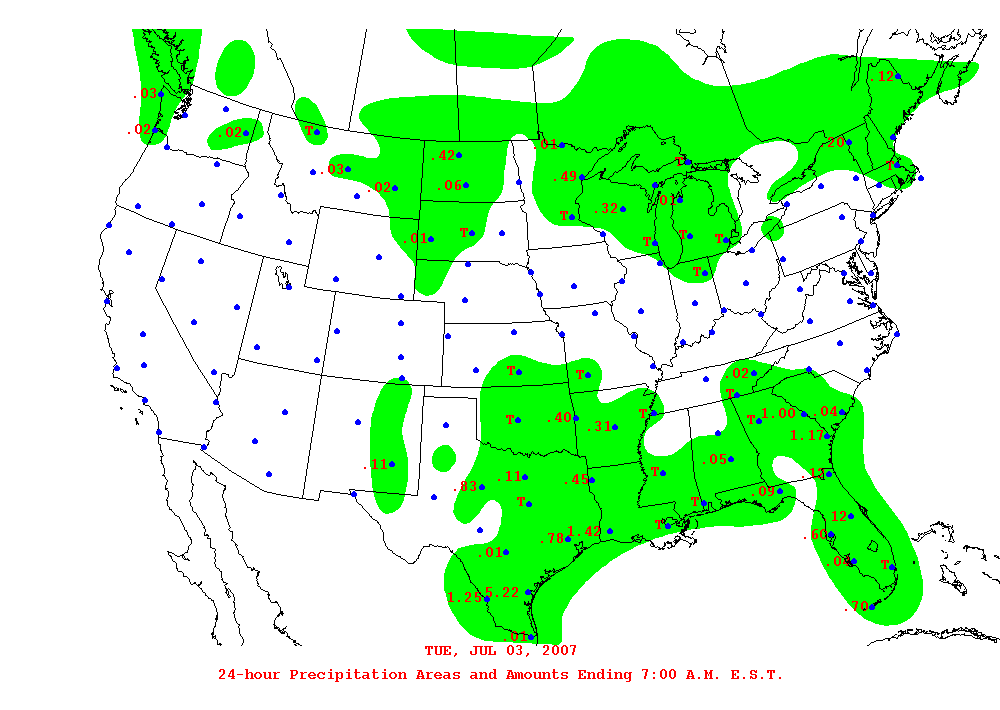 .12
.03
.02
.02
T
.20
.01
.42
T
T
.03
.49
.02
.06
.01
.32
T
.01
T
T
T
T
T
T
T
T
.02
T
T
.40
.31
T
T
1.00
.04
1.17
.11
.05
T
.11
.45
.12
.83
.09
T
T
.12
T
.78
1.42
.60
.01
.04
T
1.25
5.22
.70
.01
TUE, JUL 03, 2007
24-hour Precipitation Areas and Amounts Ending 7:00 A.M. E.S.T.